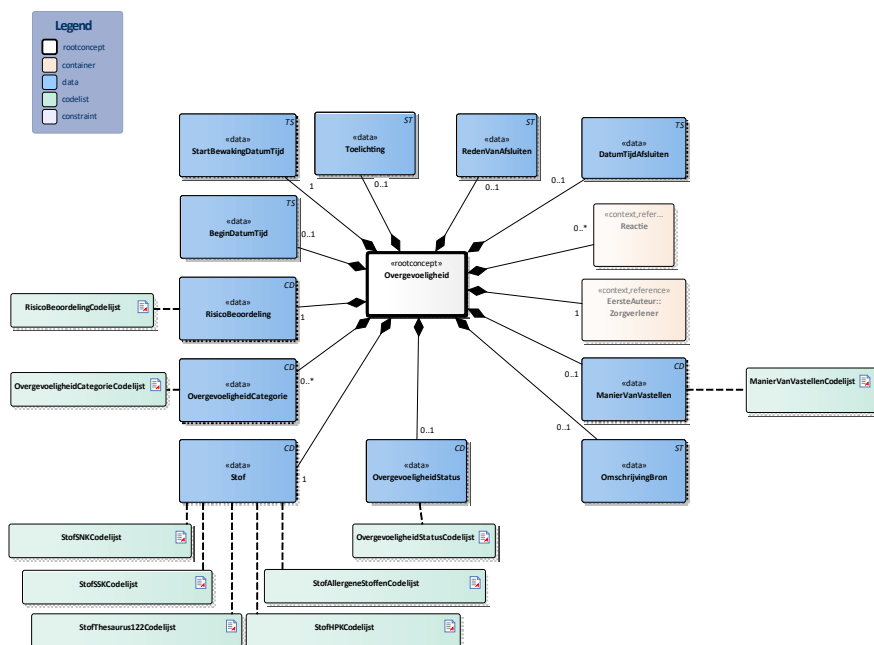 Legend
rootconcept
container
data
codelist
constraint
TS
«data»
StartBewakingDatumTijd
ST
«data»
Toelichting
ST
«data»
RedenVanAfsluiten
TS
«data»
DatumTijdAfsluiten
1
0..1
0..1
0..1
TS
«data»
BeginDatumTijd
0..1
«context,refer...
Reactie
0..*
«rootconcept»
Overgevoeligheid
CD
«data»
RisicoBeoordeling
1
RisicoBeoordelingCodelijst
«context,reference»
EersteAuteur::
Zorgverlener
1
CD
«data»
OvergevoeligheidCategorie
0..*
OvergevoeligheidCategorieCodelijst
CD
«data»
ManierVanVastellen
0..1
ManierVanVastellenCodelijst
CD
«data»
Stof
1
CD
«data»
OvergevoeligheidStatus
0..1
ST
«data»
OmschrijvingBron
0..1
StofSNKCodelijst
OvergevoeligheidStatusCodelijst
StofSSKCodelijst
StofAllergeneStoffenCodelijst
StofThesaurus122Codelijst
StofHPKCodelijst